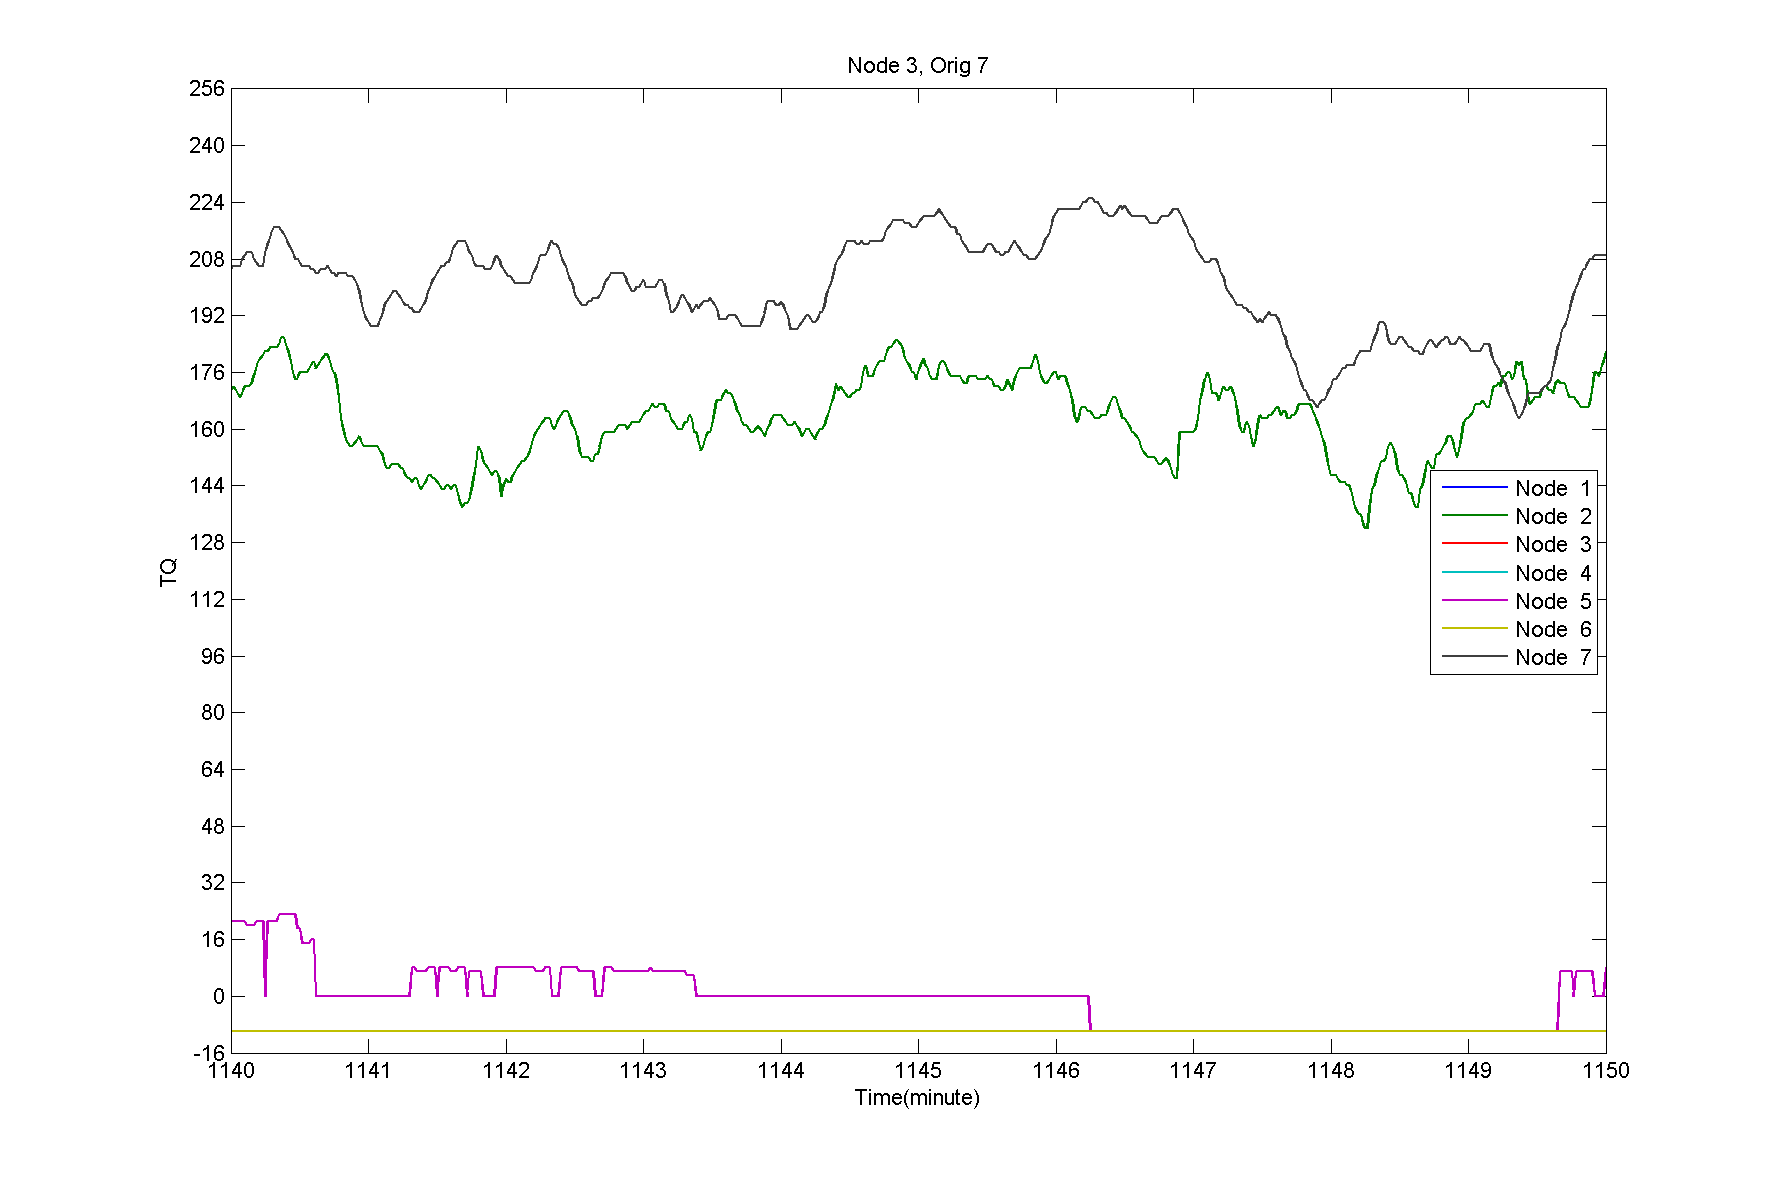 Node 3, Orig 7
256
240
224
208
192
176
160
144
128
112
96
80
64
48
32
16
0
-16
TQ
Node 1
Node 2
Node 3
Node 4
Node 5
Node 6
Node 7
1140 1141 1142 1143 1144 1145 1146 1147 1148 1149 1150
Time(minute)